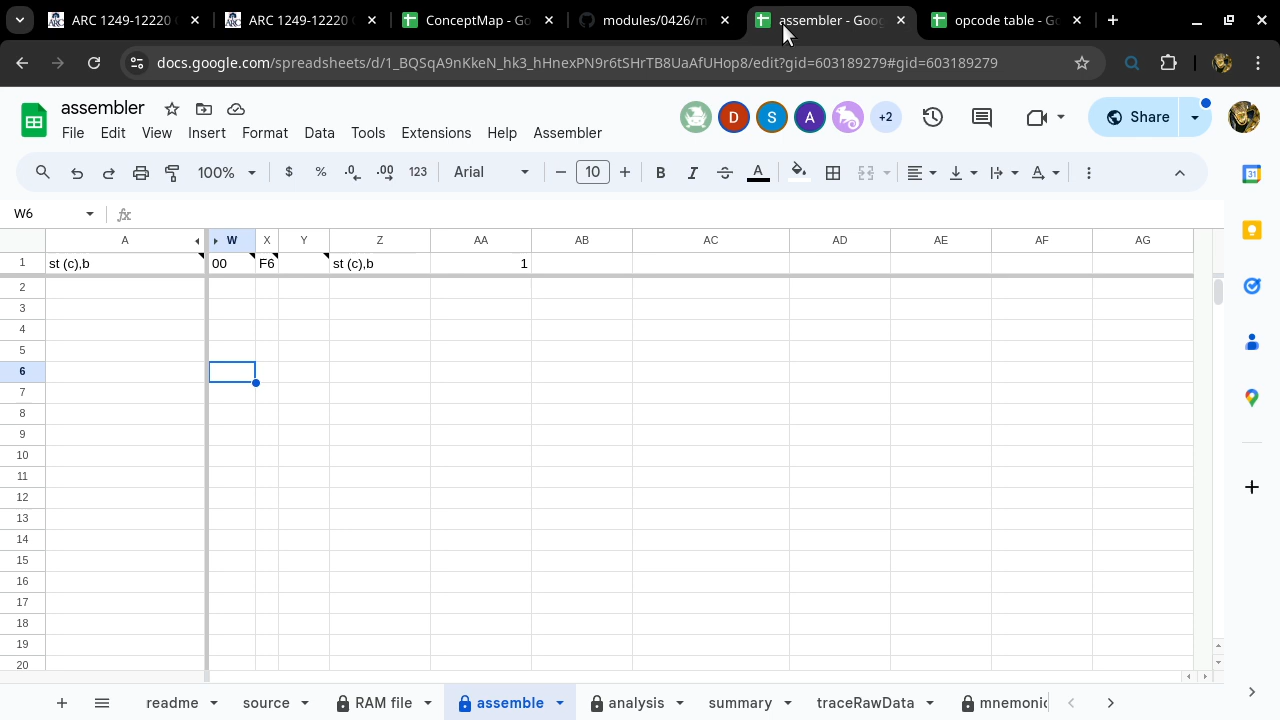 ARC 1249-12220
ARC 1249-12220
ConceptMap - Go
modules/0426/m
assembler - Goog
opcode table - Go
docs.google.com/spreadsheets/d/1_BQSqA9nKkeN_hk3_hHnexPN9r6tSHrTB8UaAfUHop8/edit?gid=603189279#gid=603189279
assembler
File Edit View Insert Format Data Tools Extensions Help Assembler
D S A +2
Share
100% $ % .0 .00 123 Arial 10 B I S A
31
W6 fx
A W X Y Z AA AB AC AD AE AF AG
1 st (c),b 00 F6 st (c),b 1
2
3
4
5
6
7
8
9
10
11
12
13
14
15
16
17
18
19
20
readme source RAM file assemble analysis summary traceRawData mnemonic